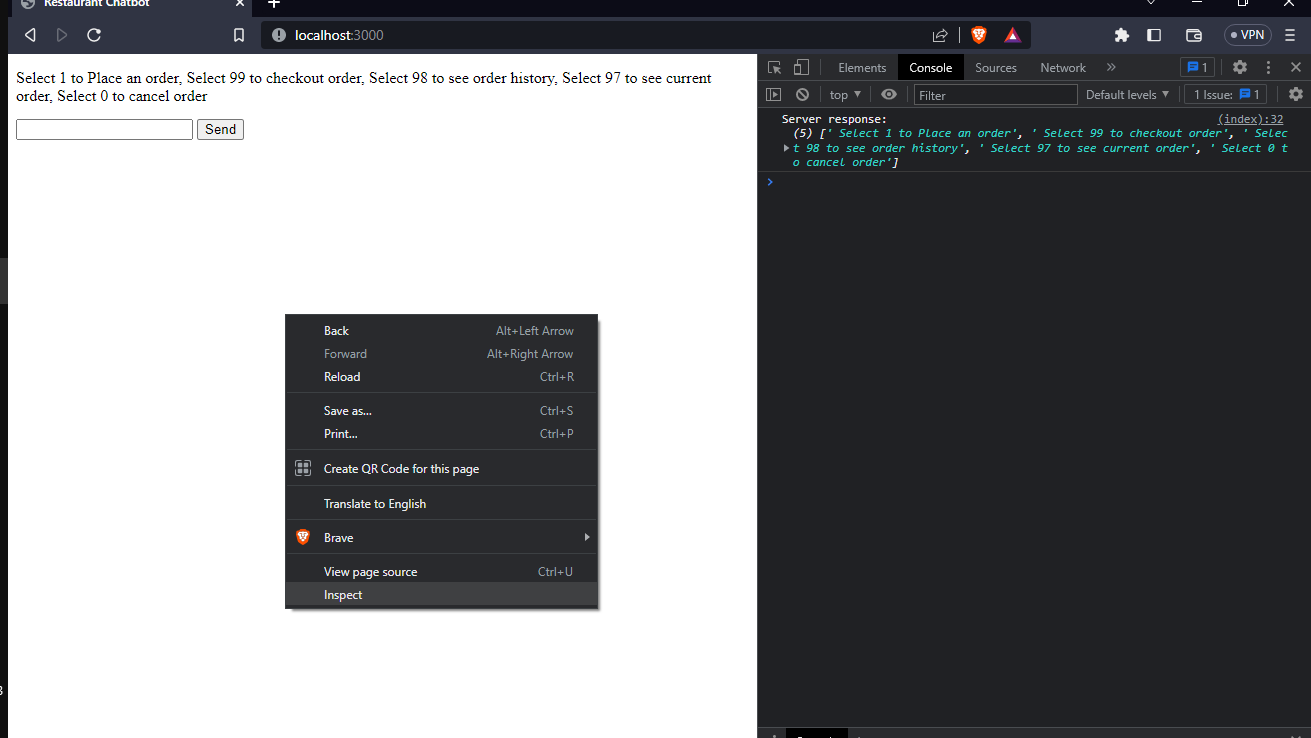 Restaurant Chatbot
localhost:3000
VPN
Select 1 to Place an order, Select 99 to checkout order, Select 98 to see order history, Select 97 to see current
order, Select 0 to cancel order
Send
Back Alt+Left Arrow
Forward Alt+Right Arrow
Reload Ctrl+R
Save as... Ctrl+S
Print... Ctrl+P
Create QR Code for this page
Translate to English
Brave
View page source Ctrl+U
Inspect
Elements Console Sources Network » 1
top Filter Default levels 1 Issue: 1
Server response: (index):32
(5) [' Select 1 to Place an order', ' Select 99 to checkout order', ' Selec
t 98 to see order history', ' Select 97 to see current order', ' Select 0 t
o cancel order']